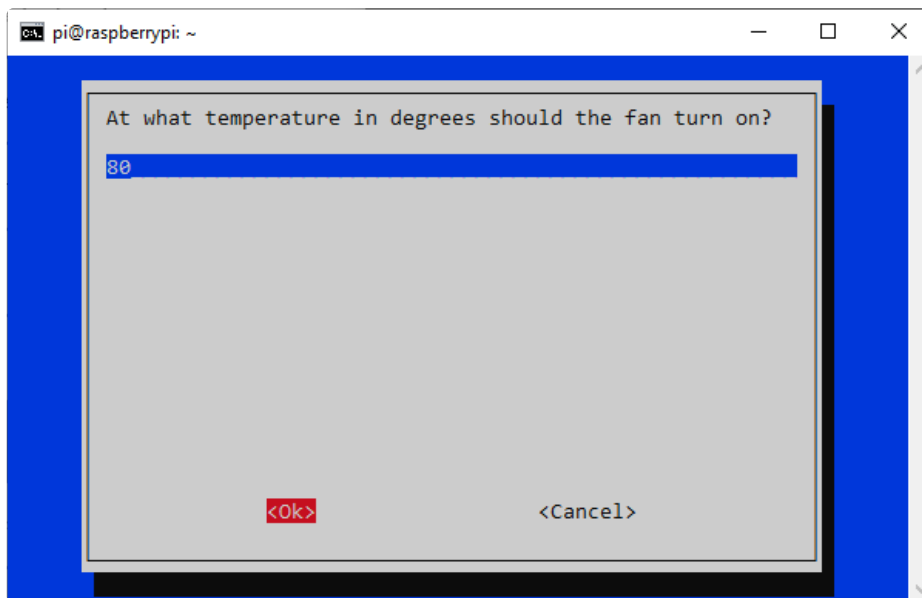 pi@raspberrypi: ~
At what temperature in degrees should the fan turn on?
80
<Ok> <Cancel>